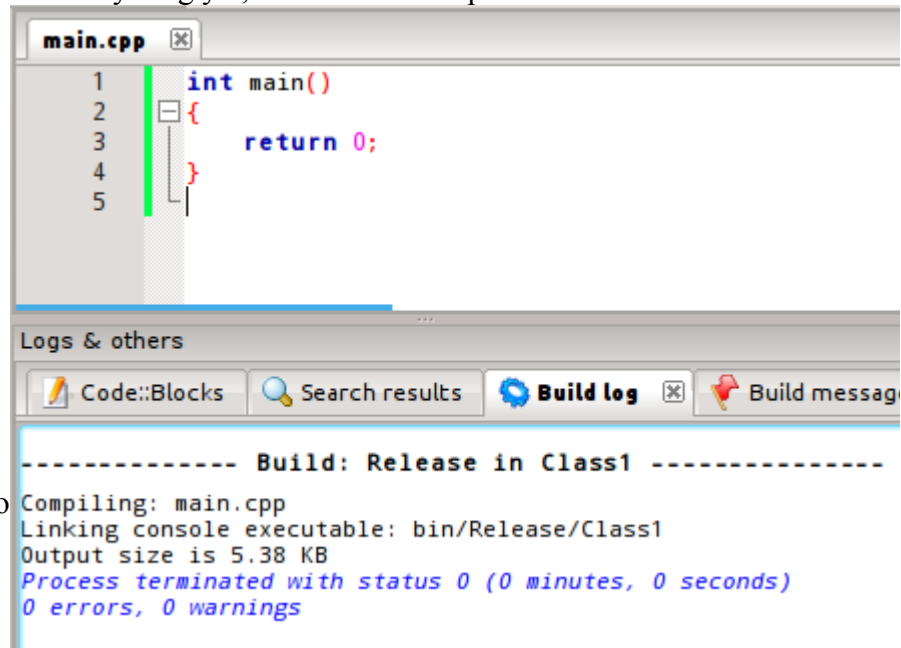 main.cpp
1 int main()
2 {
3 return 0;
4 }
5
Logs & others
Code::Blocks Search results Build log Build message
-------------- Build: Release in Class1 ---------------
Compiling: main.cpp
Linking console executable: bin/Release/Class1
Output size is 5.38 KB
Process terminated with status 0 (0 minutes, 0 seconds)
0 errors, 0 warnings